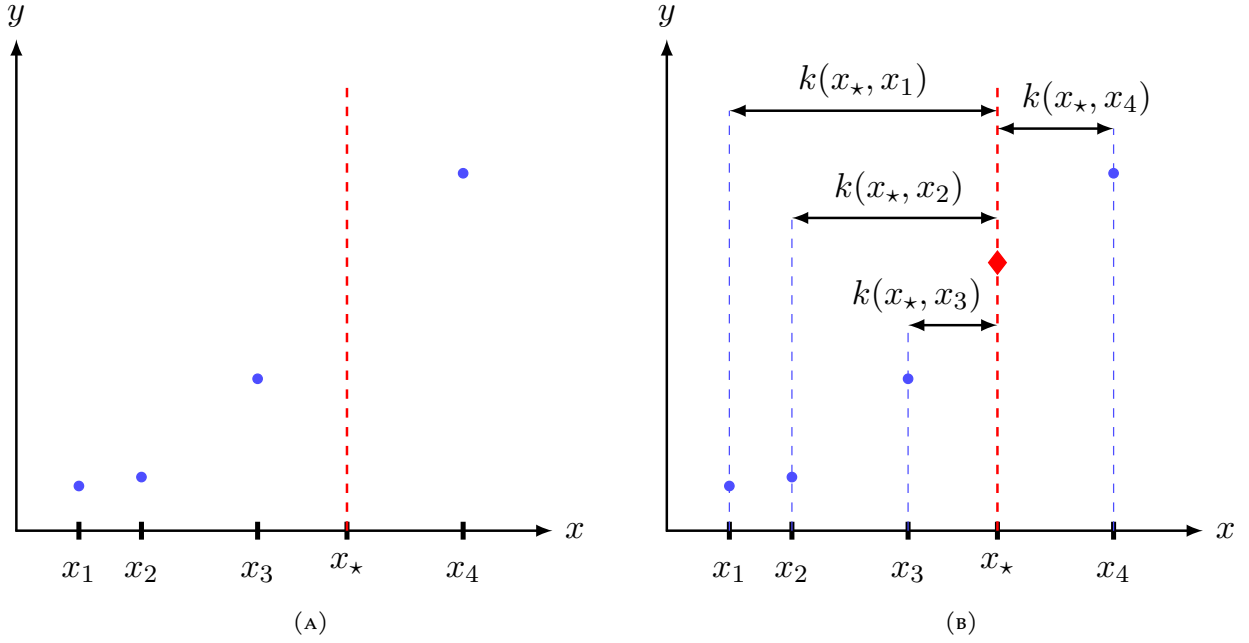 y
x
x₁ x₂ x₃ x⋆ x₄
(A)
y
k(x⋆, x₁)
k(x⋆, x₄)
k(x⋆, x₂)
k(x⋆, x₃)
x
x₁ x₂ x₃ x⋆ x₄
(B)